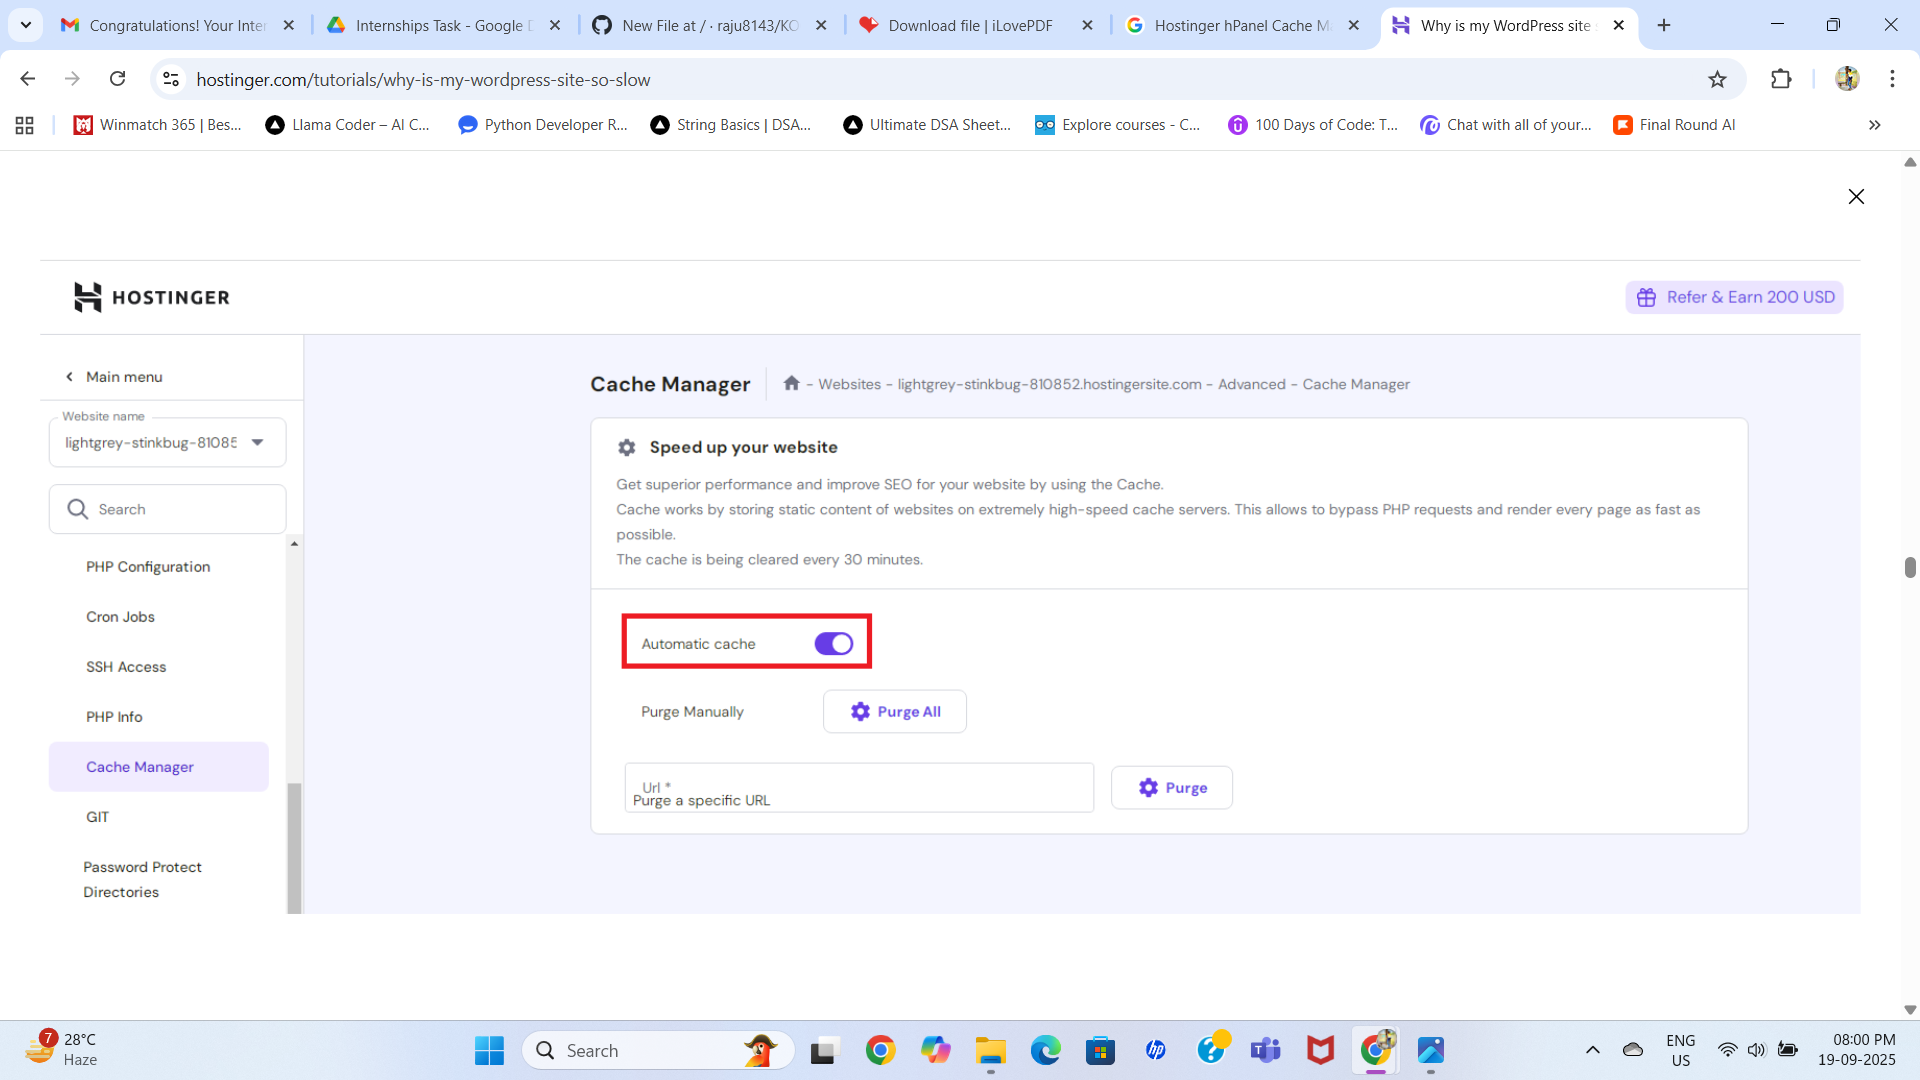 Congratulations! Your Inter
Internships Task - Google D
New File at / · raju8143/KO
Download file | iLovePDF
Hostinger hPanel Cache Ma
Why is my WordPress site s
hostinger.com/tutorials/why-is-my-wordpress-site-so-slow
Winmatch 365 | Bes...
Llama Coder – AI C...
Python Developer R...
String Basics | DSA...
Ultimate DSA Sheet...
Explore courses - C...
100 Days of Code: T...
Chat with all of your...
Final Round AI
HOSTINGER
Refer & Earn 200 USD
Main menu
Website name
lightgrey-stinkbug-81085
Search
PHP Configuration
Cron Jobs
SSH Access
PHP Info
Cache Manager
GIT
Password Protect
Directories
Cache Manager
- Websites - lightgrey-stinkbug-810852.hostingersite.com - Advanced - Cache Manager
Speed up your website
Get superior performance and improve SEO for your website by using the Cache.
Cache works by storing static content of websites on extremely high-speed cache servers. This allows to bypass PHP requests and render every page as fast as
possible.
The cache is being cleared every 30 minutes.
Automatic cache
Purge Manually
Purge All
Url *
Purge a specific URL
Purge
7
28°C
Haze
Search
ENG
US
08:00 PM
19-09-2025